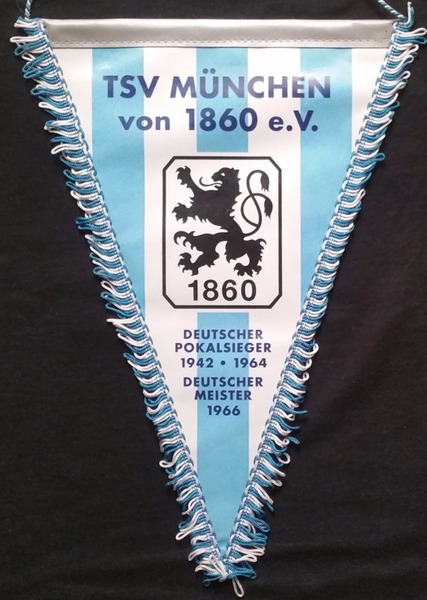 TSV MÜNCHEN
von 1860 e.V.
1860
DEUTSCHER
POKALSIEGER
1942 • 1964
DEUTSCHER
MEISTER
1966